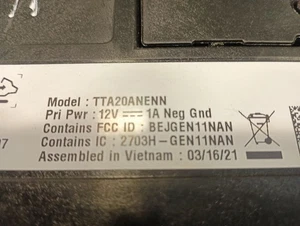 Model : TTA20ANENN
Pri Pwr : 12V ⎓ 1A Neg Gnd
Contains FCC ID : BEJGEN11NAN
Contains IC : 2703H-GEN11NAN
Assembled in Vietnam : 03/16/21